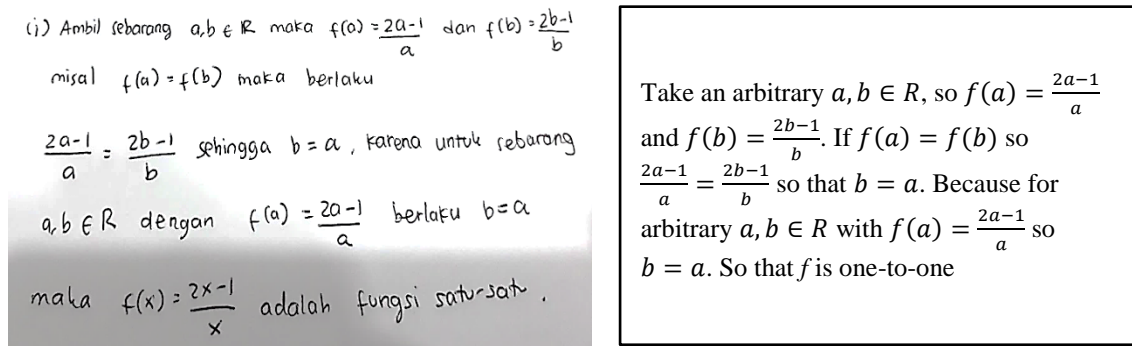 (i) Ambil sebarang a,b ∈ R maka f(a) = 2a-1/a dan f(b) = 2b-1/b
misal f(a) = f(b) maka berlaku
2a-1/a = 2b-1/b sehingga b = a, karena untuk sebarang
a,b ∈ R dengan f(a) = 2a-1/a berlaku b=a
maka f(x) = 2x-1/x adalah fungsi satu-satu.
Take an arbitrary a, b ∈ R, so f(a) = 2a−1/a
and f(b) = 2b−1/b. If f(a) = f(b) so
2a−1/a = 2b−1/b so that b = a. Because for
arbitrary a, b ∈ R with f(a) = 2a−1/a so
b = a. So that f is one-to-one